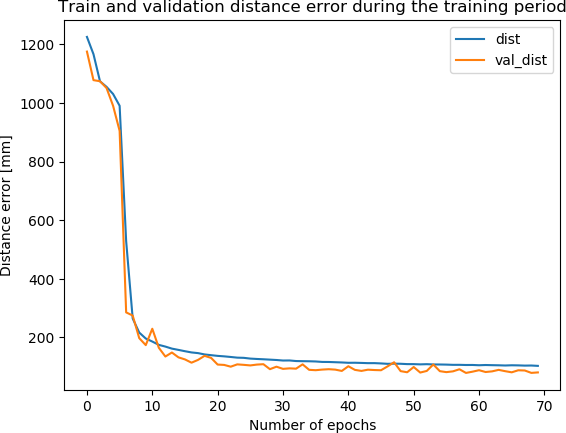 Train and validation distance error during the training period
dist
val_dist
Distance error [mm]
1200
1000
800
600
400
200
0 10 20 30 40 50 60 70
Number of epochs